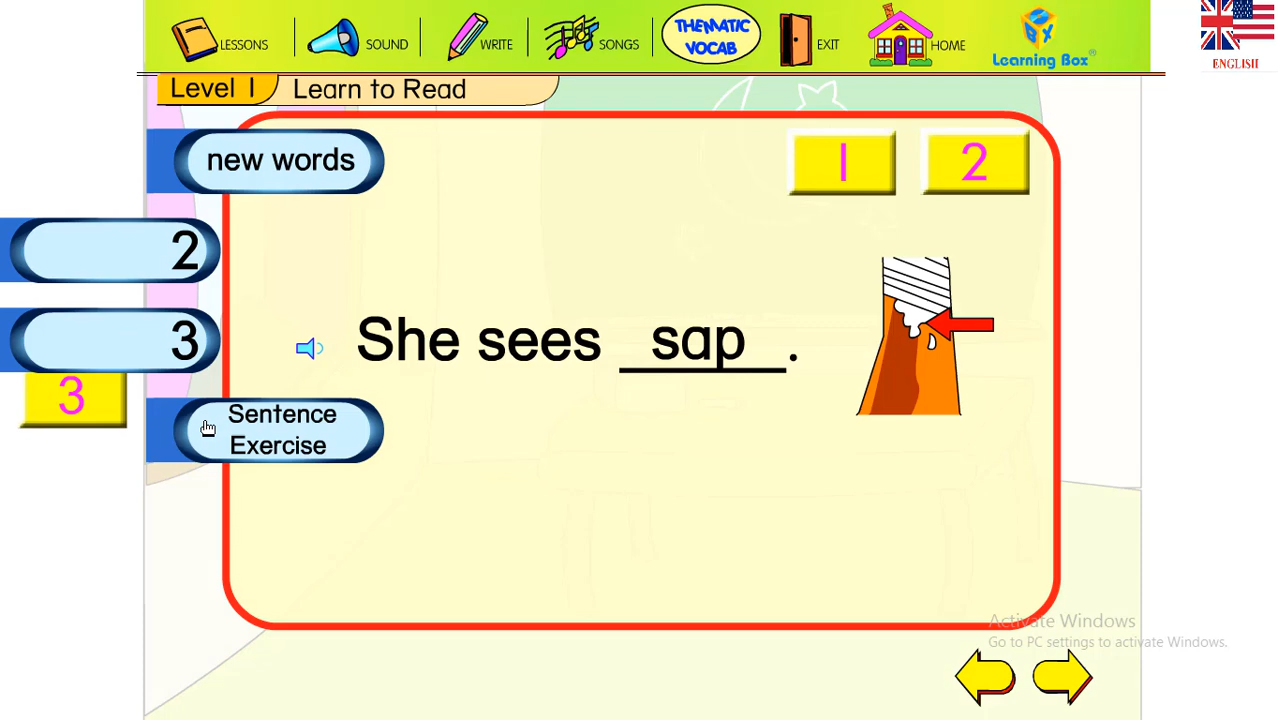 LESSONS
SOUND
WRITE
SONGS
THEMATIC
VOCAB
EXIT
HOME
Learning Box®
ENGLISH
Level 1 Learn to Read
new words
1 2
2
3
She sees sap.
3
Sentence
Exercise
Activate Windows
Go to PC settings to activate Windows.